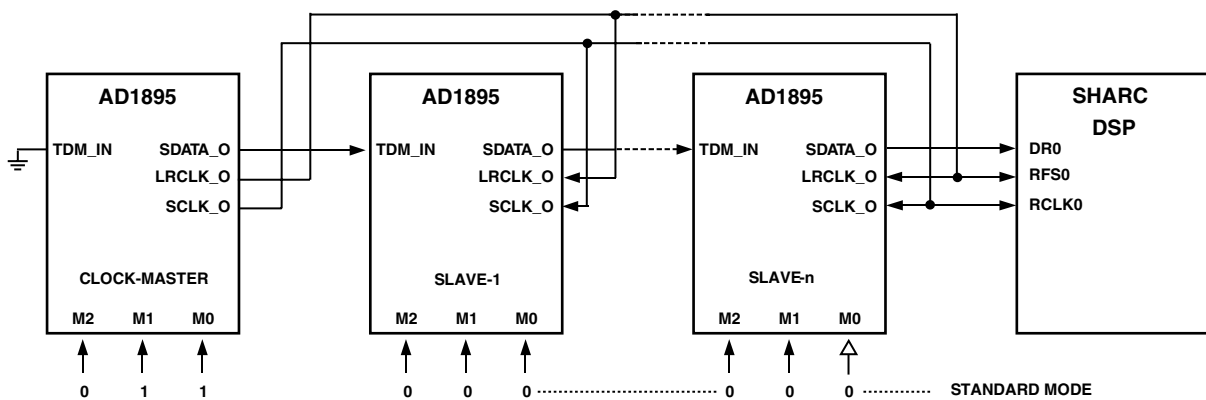 AD1895 AD1895 AD1895 SHARC
DSP
TDM_IN SDATA_O TDM_IN SDATA_O TDM_IN SDATA_O DR0
LRCLK_O LRCLK_O LRCLK_O RFS0
SCLK_O SCLK_O SCLK_O RCLK0
CLOCK-MASTER SLAVE-1 SLAVE-n
M2 M1 M0 M2 M1 M0 M2 M1 M0
0 1 1 0 0 0 0 0 0 STANDARD MODE